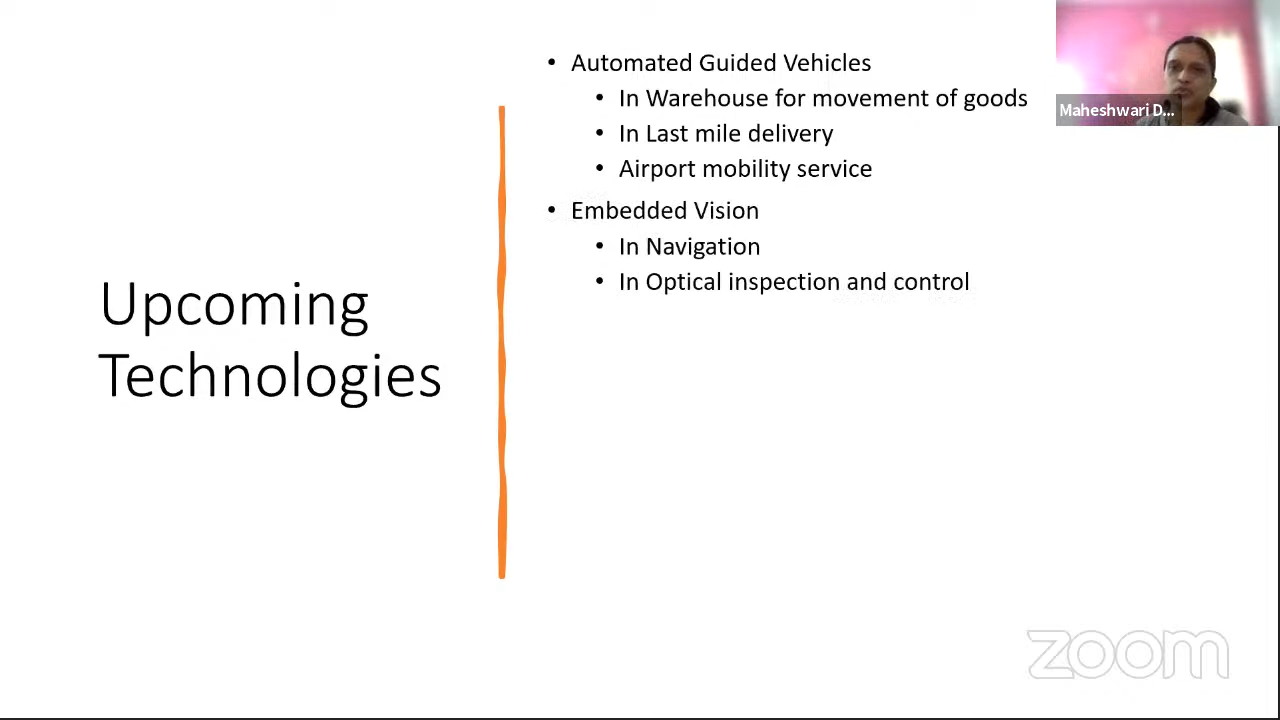 Upcoming
Technologies
• Automated Guided Vehicles
• In Warehouse for movement of goods
• In Last mile delivery
• Airport mobility service
• Embedded Vision
• In Navigation
• In Optical inspection and control
Maheshwari D...
zoom